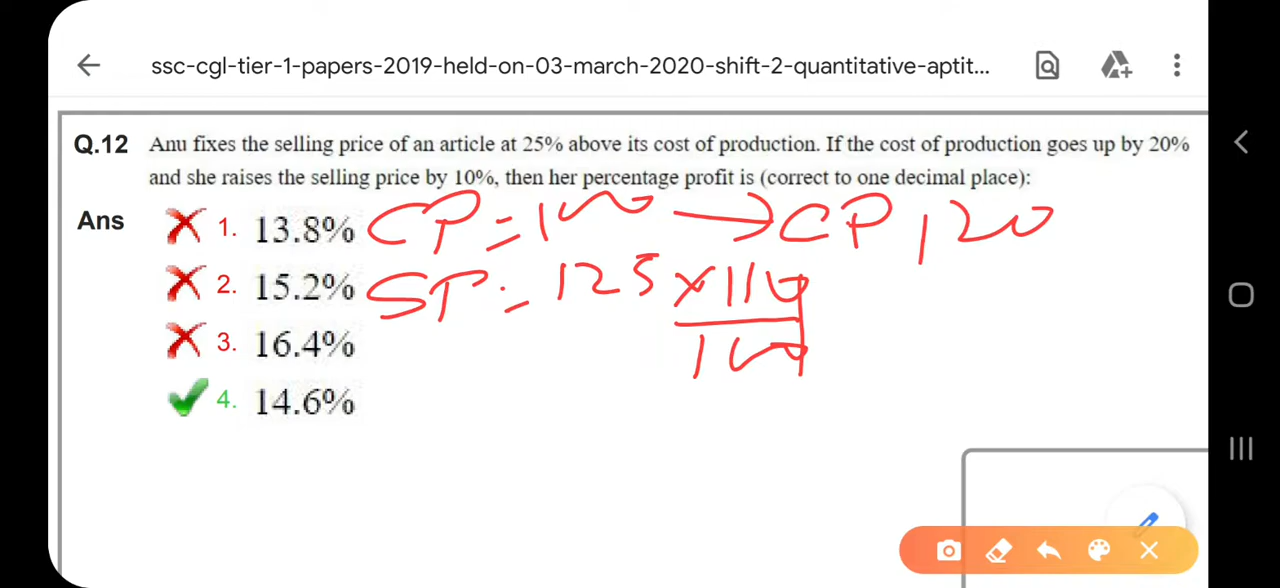 ssc-cgl-tier-1-papers-2019-held-on-03-march-2020-shift-2-quantitative-aptit...
Q.12 Anu fixes the selling price of an article at 25% above its cost of production. If the cost of production goes up by 20%
and she raises the selling price by 10%, then her percentage profit is (correct to one decimal place):
Ans
1. 13.8%
CP = 100 → CP 120
2. 15.2%
SP = 125 × 110
100
3. 16.4%
4. 14.6%